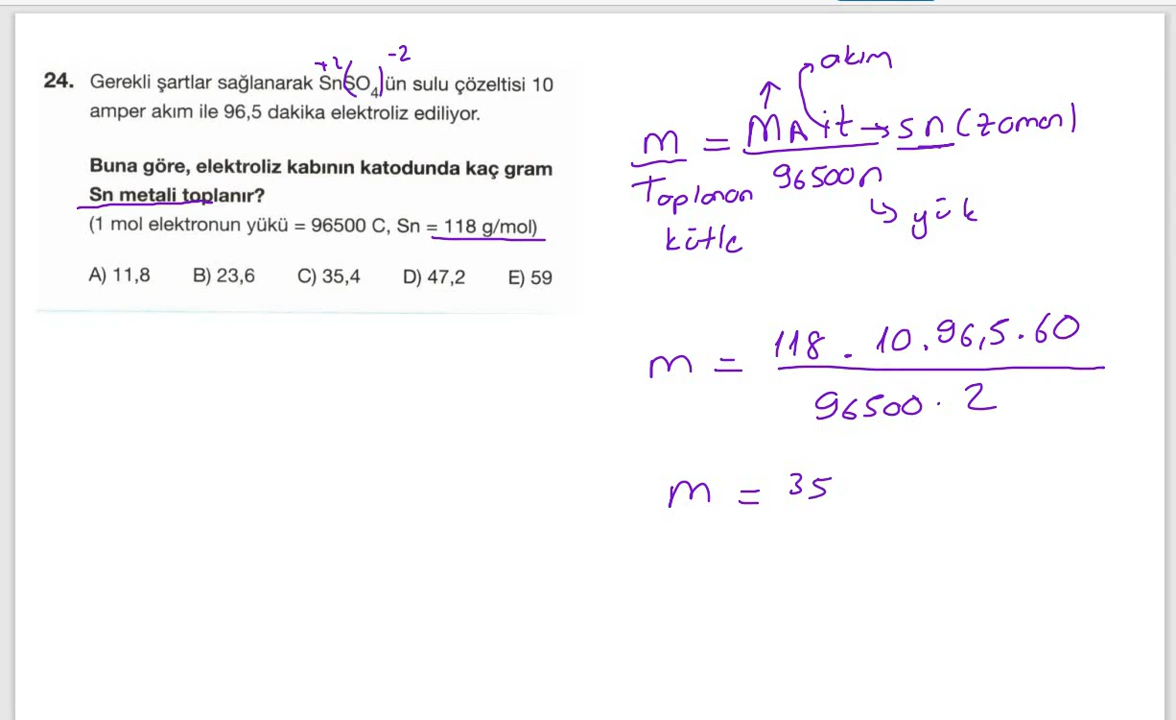 24. Gerekli şartlar sağlanarak Sn(SO₄)ün sulu çözeltisi 10
+2 -2
amper akım ile 96,5 dakika elektroliz ediliyor.
Buna göre, elektroliz kabının katodunda kaç gram
Sn metali toplanır?
(1 mol elektronun yükü = 96500 C, Sn = 118 g/mol)
A) 11,8 B) 23,6 C) 35,4 D) 47,2 E) 59
akım
m = MA it → sn (zaman)
96500n
Toplanan
kütle
yük
m = 118 . 10 . 96,5 . 60
96500 . 2
m = 35